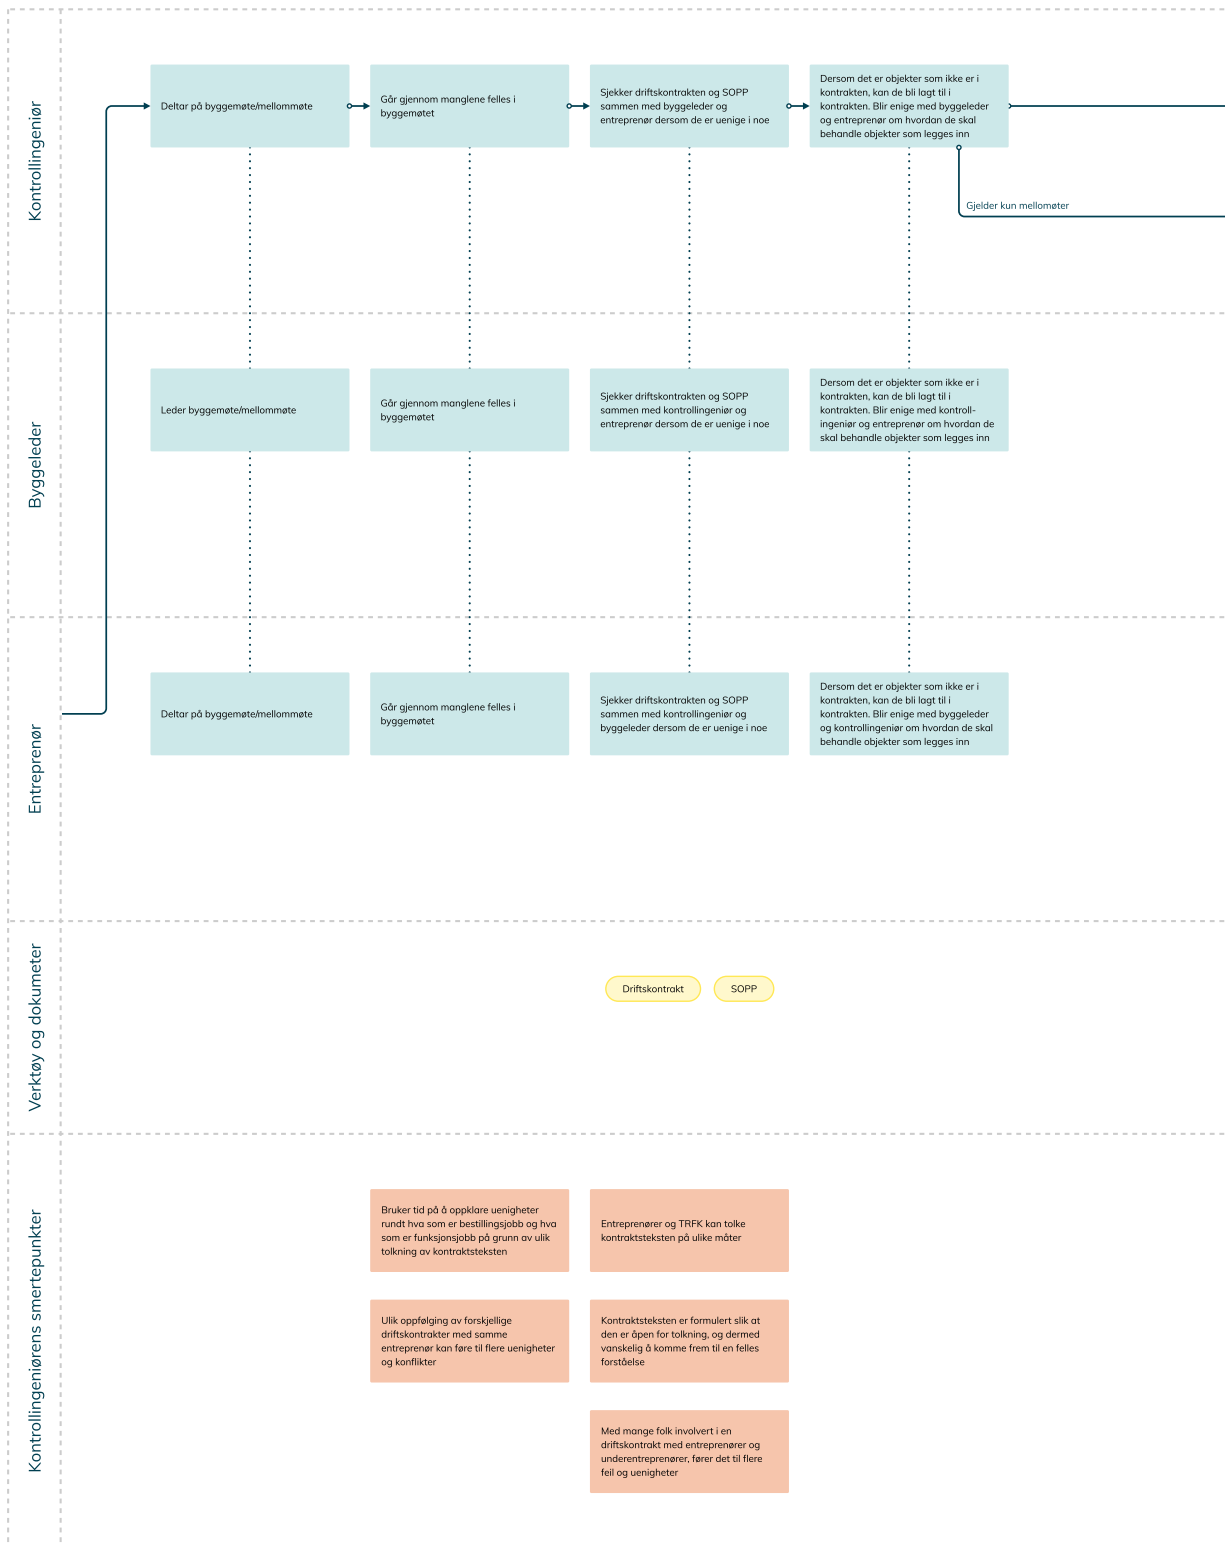 Kontrollingeniør
Deltar på byggemøte/mellommøte
Går gjennom manglene felles i
byggemøtet
Sjekker driftskontrakten og SOPP
sammen med byggeleder og
entreprenør dersom de er uenige i noe
Dersom det er objekter som ikke er i
kontrakten, kan de bli lagt til i
kontrakten. Blir enige med byggeleder
og entreprenør om hvordan de skal
behandle objekter som legges inn
Gjelder kun mellomøter
Byggeleder
Leder byggemøte/mellommøte
Går gjennom manglene felles i
byggemøtet
Sjekker driftskontrakten og SOPP
sammen med kontrollingeniør og
entreprenør dersom de er uenige i noe
Dersom det er objekter som ikke er i
kontrakten, kan de bli lagt til i
kontrakten. Blir enige med kontroll-
ingeniør og entreprenør om hvordan de
skal behandle objekter som legges inn
Entreprenør
Deltar på byggemøte/mellommøte
Går gjennom manglene felles i
byggemøtet
Sjekker driftskontrakten og SOPP
sammen med kontrollingeniør og
byggeleder dersom de er uenige i noe
Dersom det er objekter som ikke er i
kontrakten, kan de bli lagt til i
kontrakten. Blir enige med byggeleder
og kontrollingeniør om hvordan de skal
behandle objekter som legges inn
Verktøy og dokumeter
Driftskontrakt
SOPP
Kontrollingeniørens smertepunkter
Bruker tid på å oppklare uenigheter
rundt hva som er bestillingsjobb og hva
som er funksjonsjobb på grunn av ulik
tolkning av kontraktsteksten
Entreprenører og TRFK kan tolke
kontraktsteksten på ulike måter
Ulik oppfølging av forskjellige
driftskontrakter med samme
entreprenør kan føre til flere uenigheter
og konflikter
Kontraktsteksten er formulert slik at
den er åpen for tolkning, og dermed
vanskelig å komme frem til en felles
forståelse
Med mange folk involvert i en
driftskontrakt med entreprenører og
underentreprenører, fører det til flere
feil og uenigheter